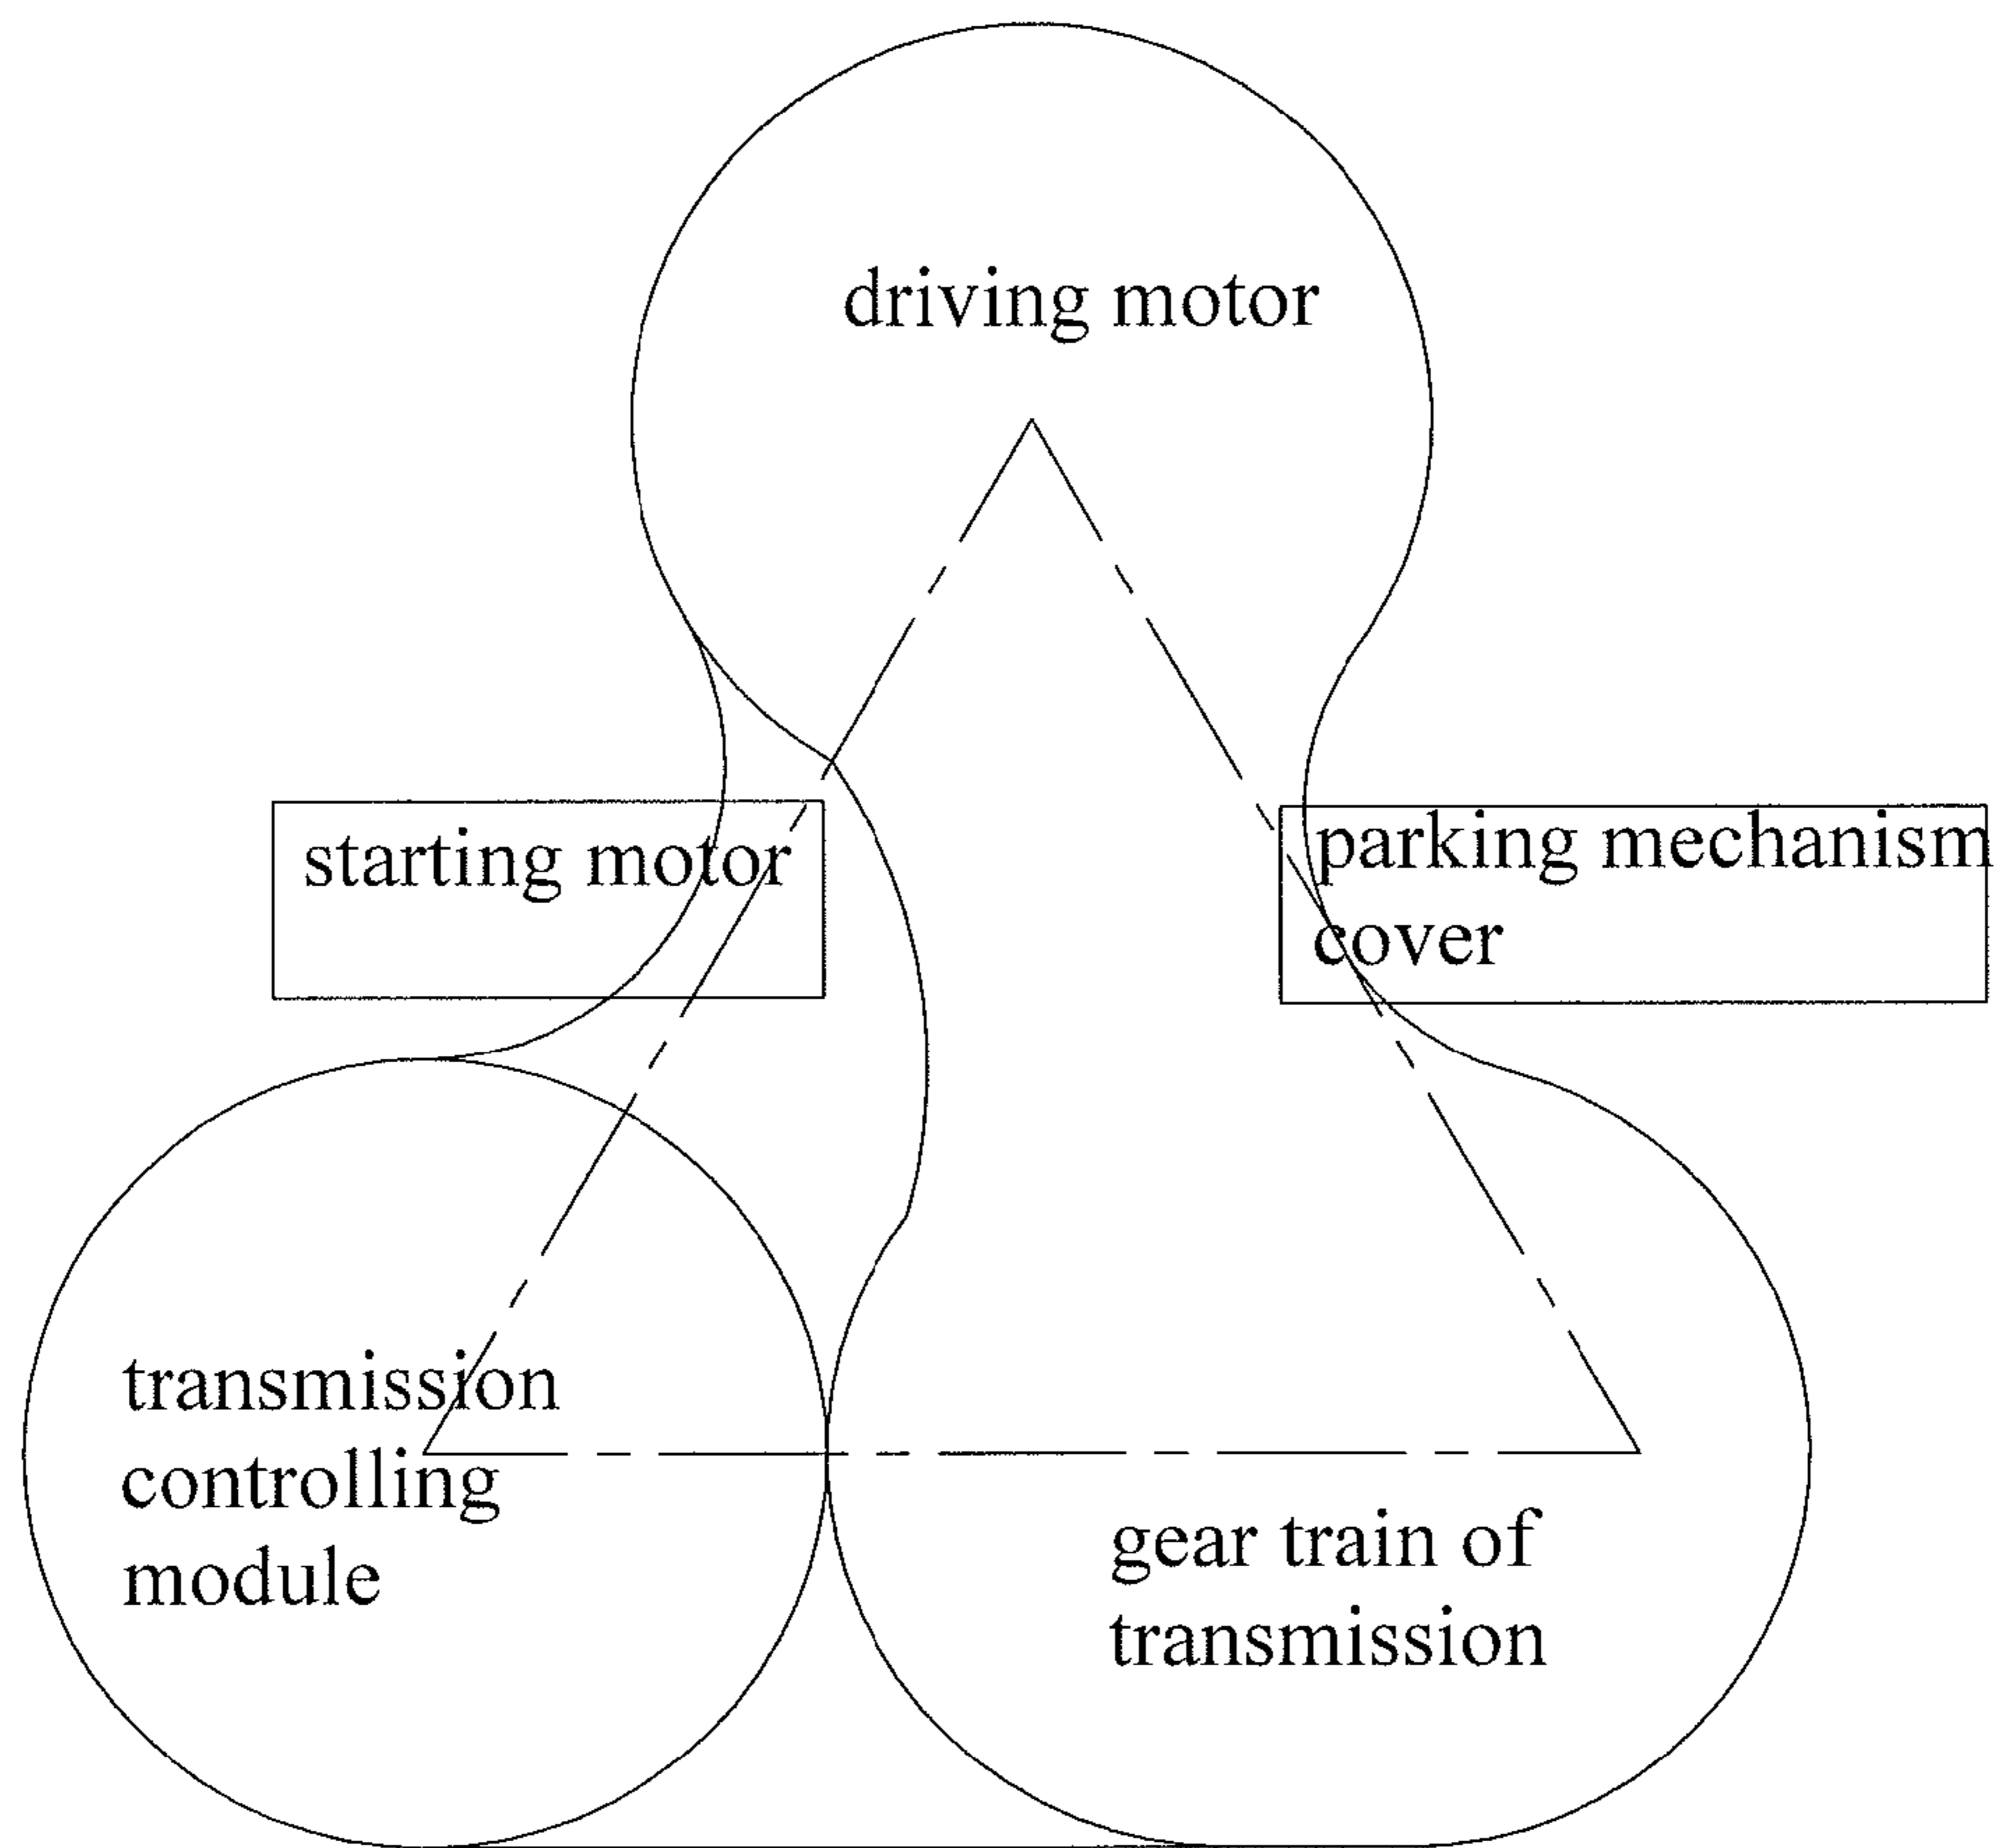 driving motor
starting motor
parking mechanism
cover
transmission
controlling
module
gear train of
transmission